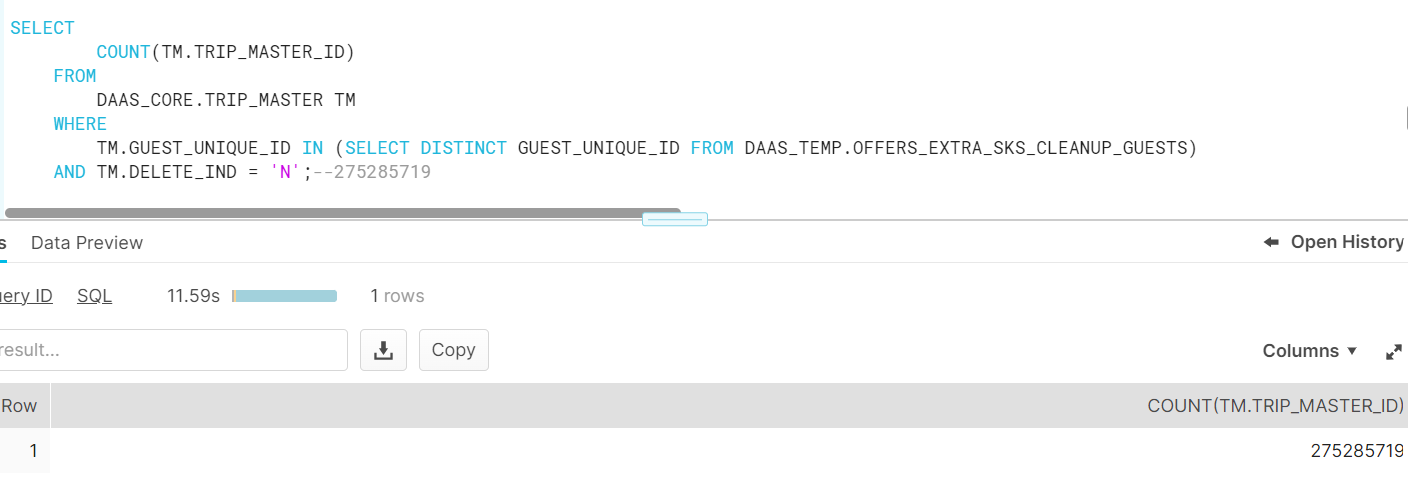 SELECT
COUNT(TM.TRIP_MASTER_ID)
FROM
DAAS_CORE.TRIP_MASTER TM
WHERE
TM.GUEST_UNIQUE_ID IN (SELECT DISTINCT GUEST_UNIQUE_ID FROM DAAS_TEMP.OFFERS_EXTRA_SKS_CLEANUP_GUESTS)
AND TM.DELETE_IND = 'N';--275285719
s Data Preview Open History
uery ID SQL 11.59s 1 rows
result... Copy Columns
Row COUNT(TM.TRIP_MASTER_ID)
1 275285719